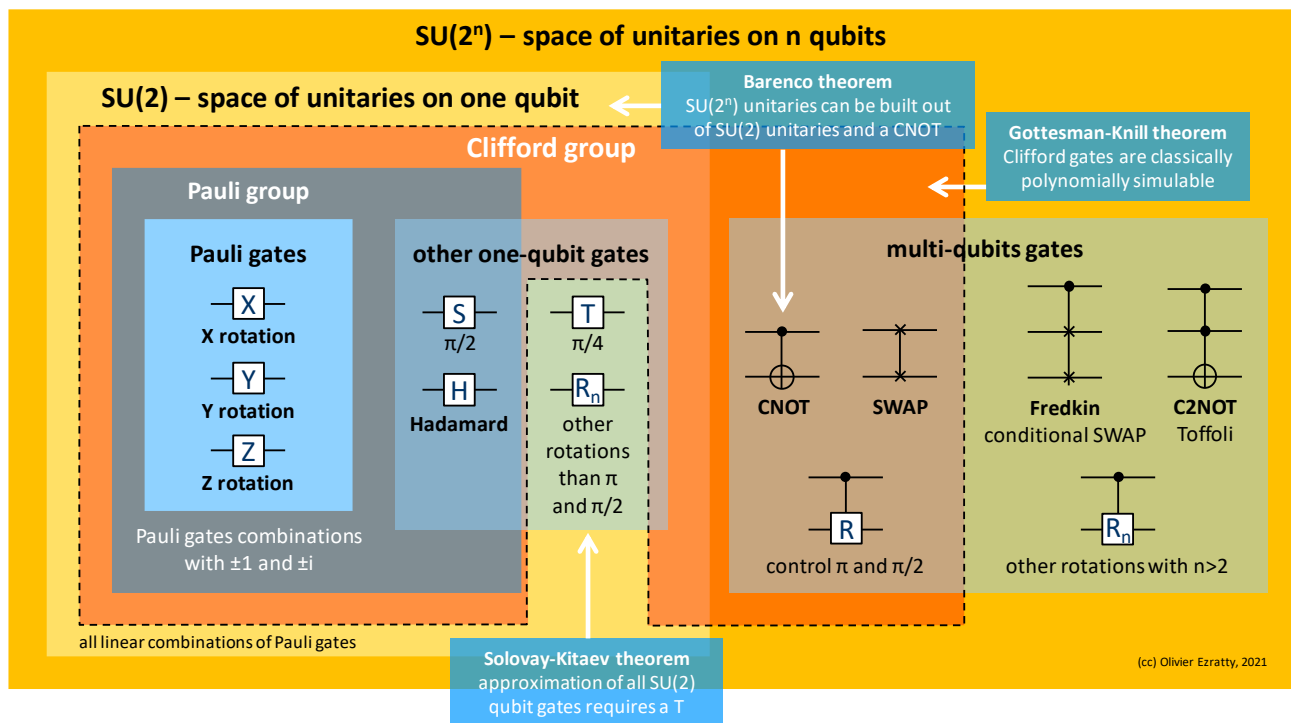 SU(2ⁿ) – space of unitaries on n qubits
SU(2) – space of unitaries on one qubit
Barenco theorem
SU(2ⁿ) unitaries can be built out
of SU(2) unitaries and a CNOT
Gottesman-Knill theorem
Clifford gates are classically
polynomially simulable
Clifford group
Pauli group
Pauli gates
X
X rotation
Y
Y rotation
Z
Z rotation
Pauli gates combinations
with ±1 and ±i
other one-qubit gates
S
π/2
H
Hadamard
T
π/4
Rₙ
other
rotations
than π
and π/2
multi-qubits gates
CNOT
SWAP
Fredkin
conditional SWAP
C2NOT
Toffoli
R
control π and π/2
Rₙ
other rotations with n>2
all linear combinations of Pauli gates
Solovay-Kitaev theorem
approximation of all SU(2)
qubit gates requires a T
(cc) Olivier Ezratty, 2021